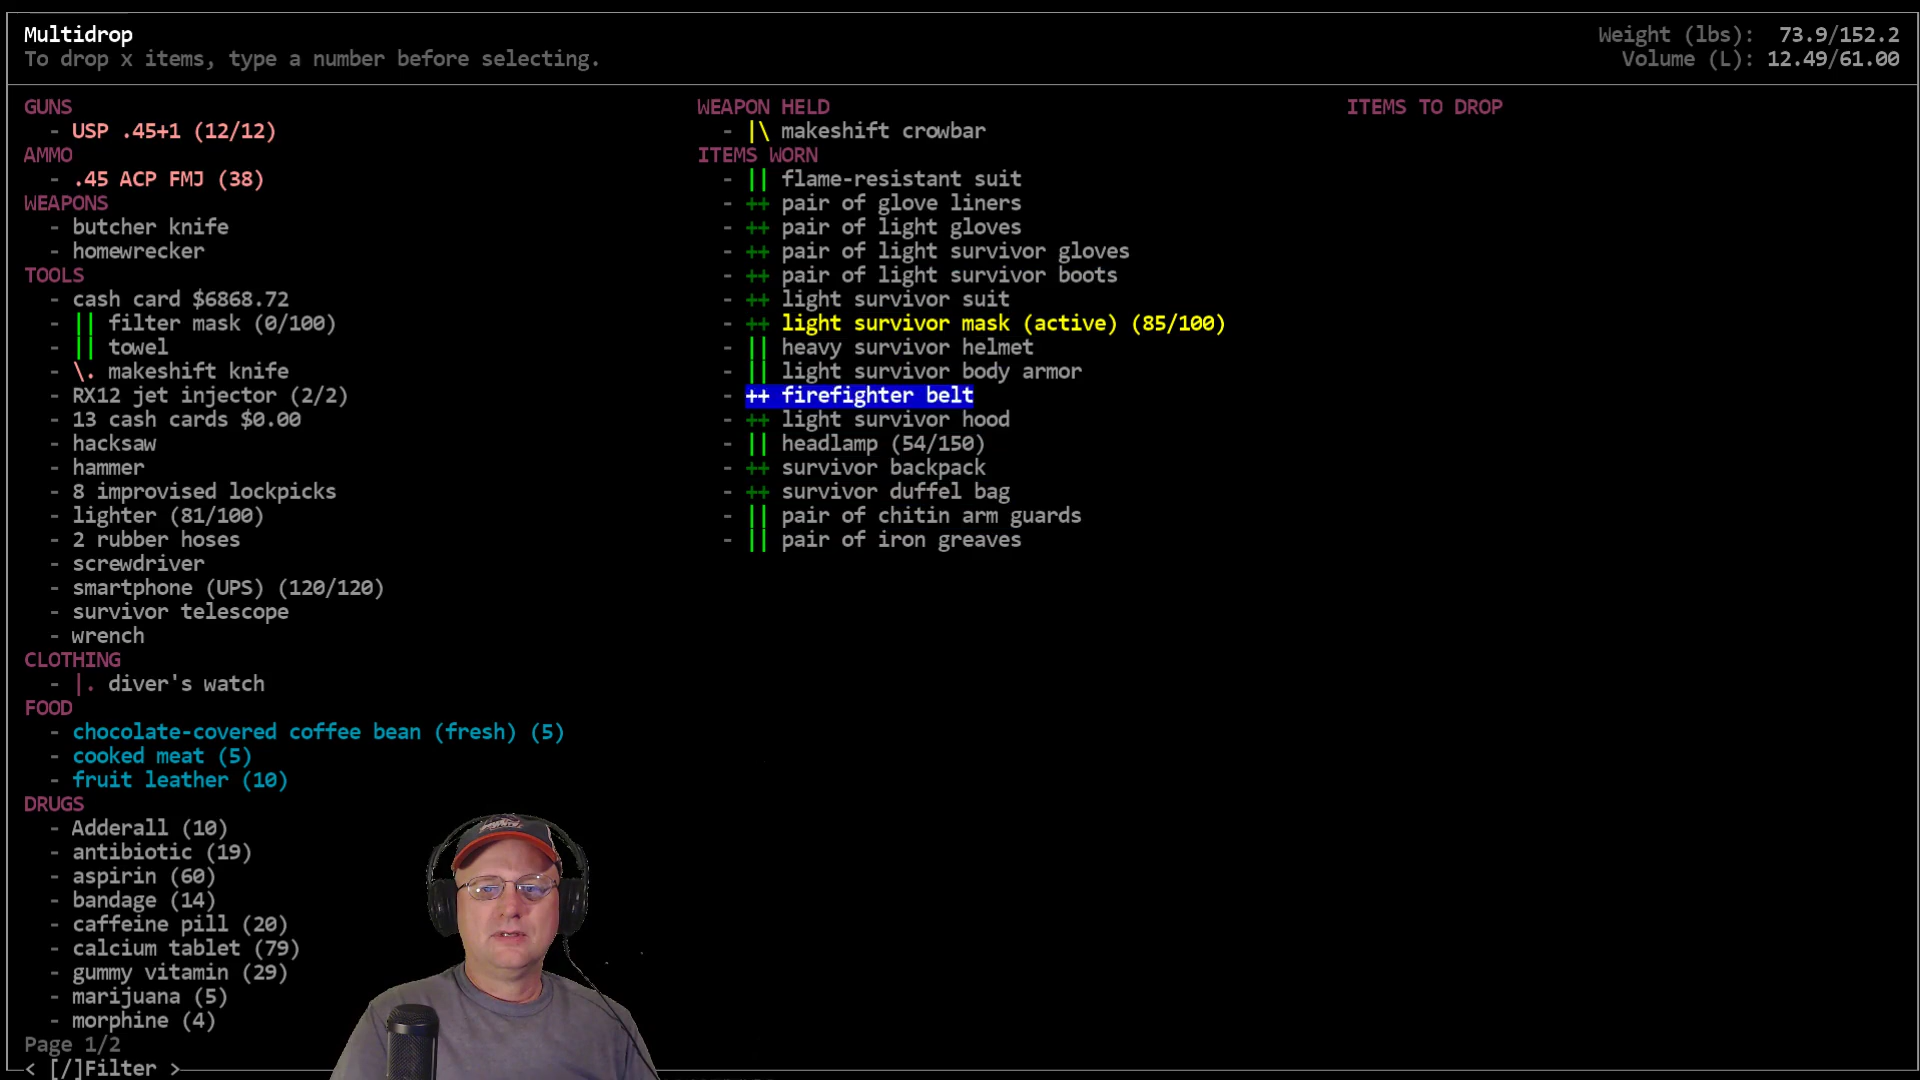 Multidrop
To drop x items, type a number before selecting.
Weight (lbs): 73.9/152.2
Volume (L): 12.49/61.00
GUNS
- USP .45+1 (12/12)
AMMO
- .45 ACP FMJ (38)
WEAPONS
- butcher knife
- homewrecker
TOOLS
- cash card $6868.72
- || filter mask (0/100)
- || towel
- \. makeshift knife
- RX12 jet injector (2/2)
- 13 cash cards $0.00
- hacksaw
- hammer
- 8 improvised lockpicks
- lighter (81/100)
- 2 rubber hoses
- screwdriver
- smartphone (UPS) (120/120)
- survivor telescope
- wrench
CLOTHING
- |. diver's watch
FOOD
- chocolate-covered coffee bean (fresh) (5)
- cooked meat (5)
- fruit leather (10)
DRUGS
- Adderall (10)
- antibiotic (19)
- aspirin (60)
- bandage (14)
- caffeine pill (20)
- calcium tablet (79)
- gummy vitamin (29)
- marijuana (5)
- morphine (4)
Page 1/2
< [/]Filter >
WEAPON HELD
- |\ makeshift crowbar
ITEMS WORN
- || flame-resistant suit
- ++ pair of glove liners
- ++ pair of light gloves
- ++ pair of light survivor gloves
- ++ pair of light survivor boots
- ++ light survivor suit
- ++ light survivor mask (active) (85/100)
- || heavy survivor helmet
- || light survivor body armor
- ++ firefighter belt
- ++ light survivor hood
- || headlamp (54/150)
- ++ survivor backpack
- ++ survivor duffel bag
- || pair of chitin arm guards
- || pair of iron greaves
ITEMS TO DROP